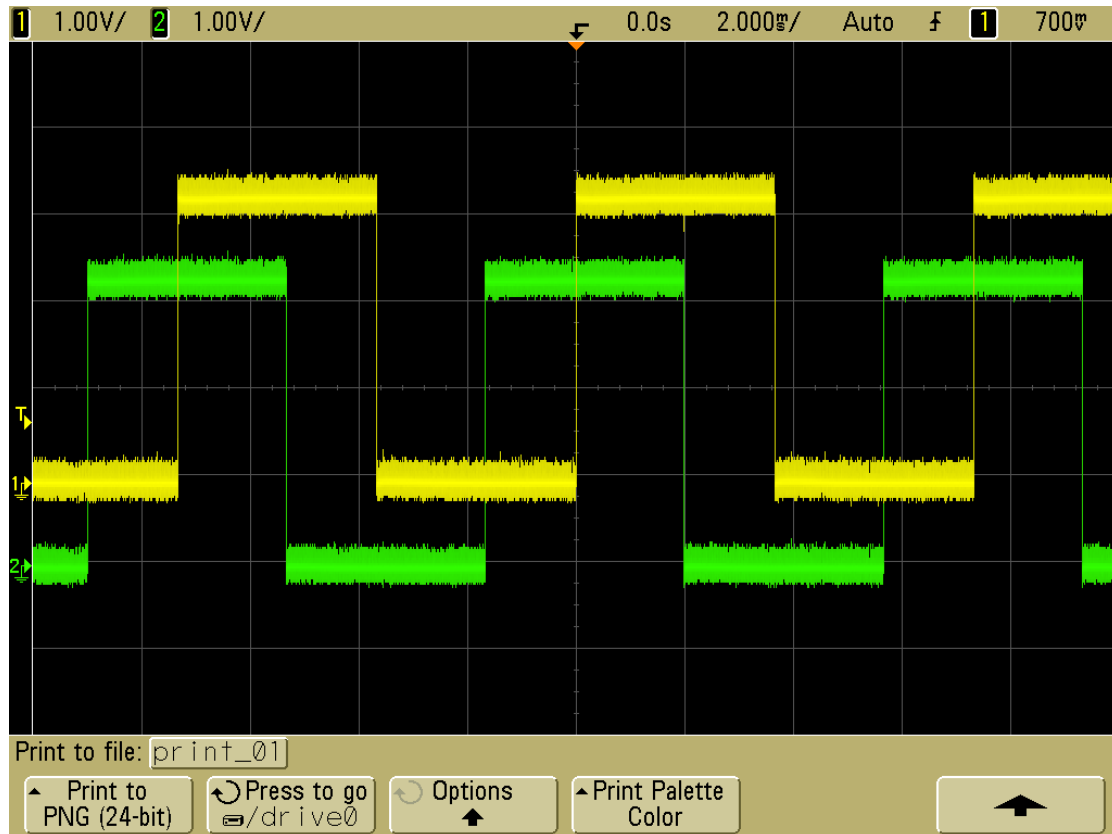 1 1.00V/ 2 1.00V/ 0.0s 2.000ms/ Auto 1 700mV
T
1
2
Print to file: print_01
Print to
PNG (24-bit)
Press to go
/drive0
Options
Print Palette
Color